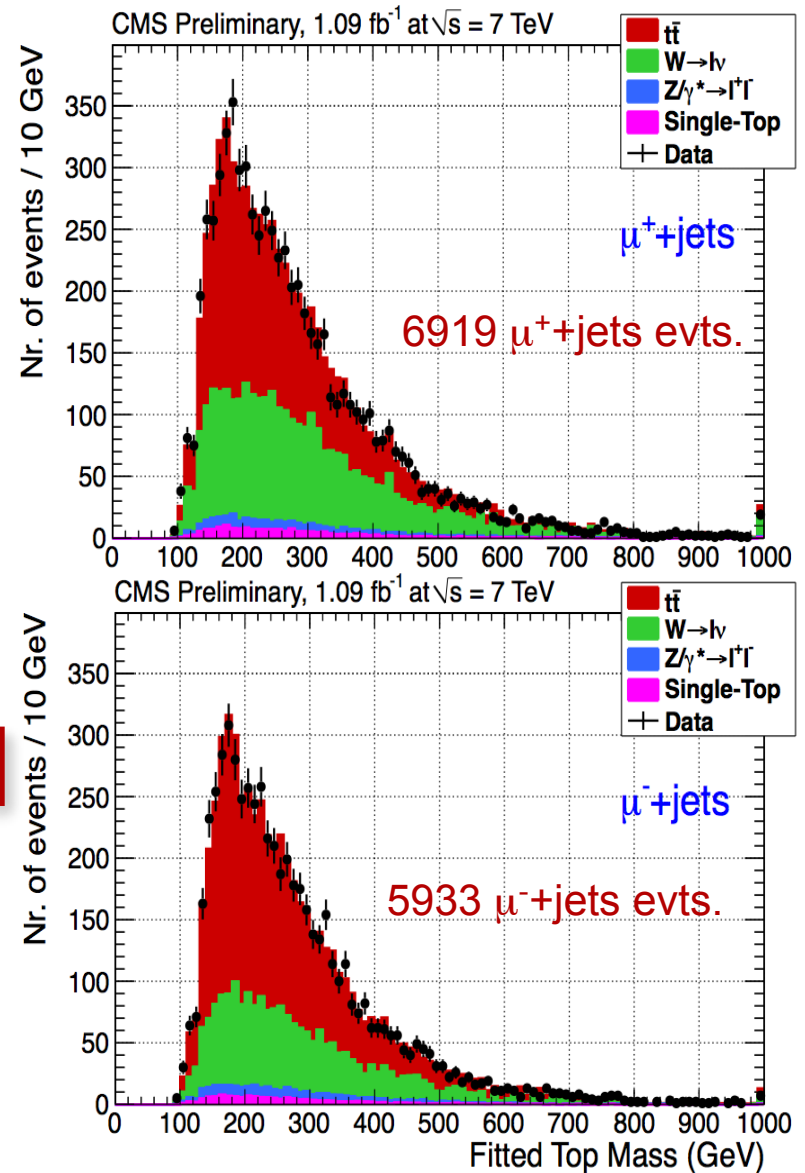 CMS Preliminary, 1.09 fb⁻¹ at √s = 7 TeV
Nr. of events / 10 GeV
350
300
250
200
150
100
50
0
tt̄
W→lν
Z/γ*→l⁺l⁻
Single-Top
Data
μ⁺+jets
6919 μ⁺+jets evts.
0 100 200 300 400 500 600 700 800 900 1000
CMS Preliminary, 1.09 fb⁻¹ at √s = 7 TeV
Nr. of events / 10 GeV
350
300
250
200
150
100
50
0
tt̄
W→lν
Z/γ*→l⁺l⁻
Single-Top
Data
μ⁻+jets
5933 μ⁻+jets evts.
0 100 200 300 400 500 600 700 800 900 1000
Fitted Top Mass (GeV)